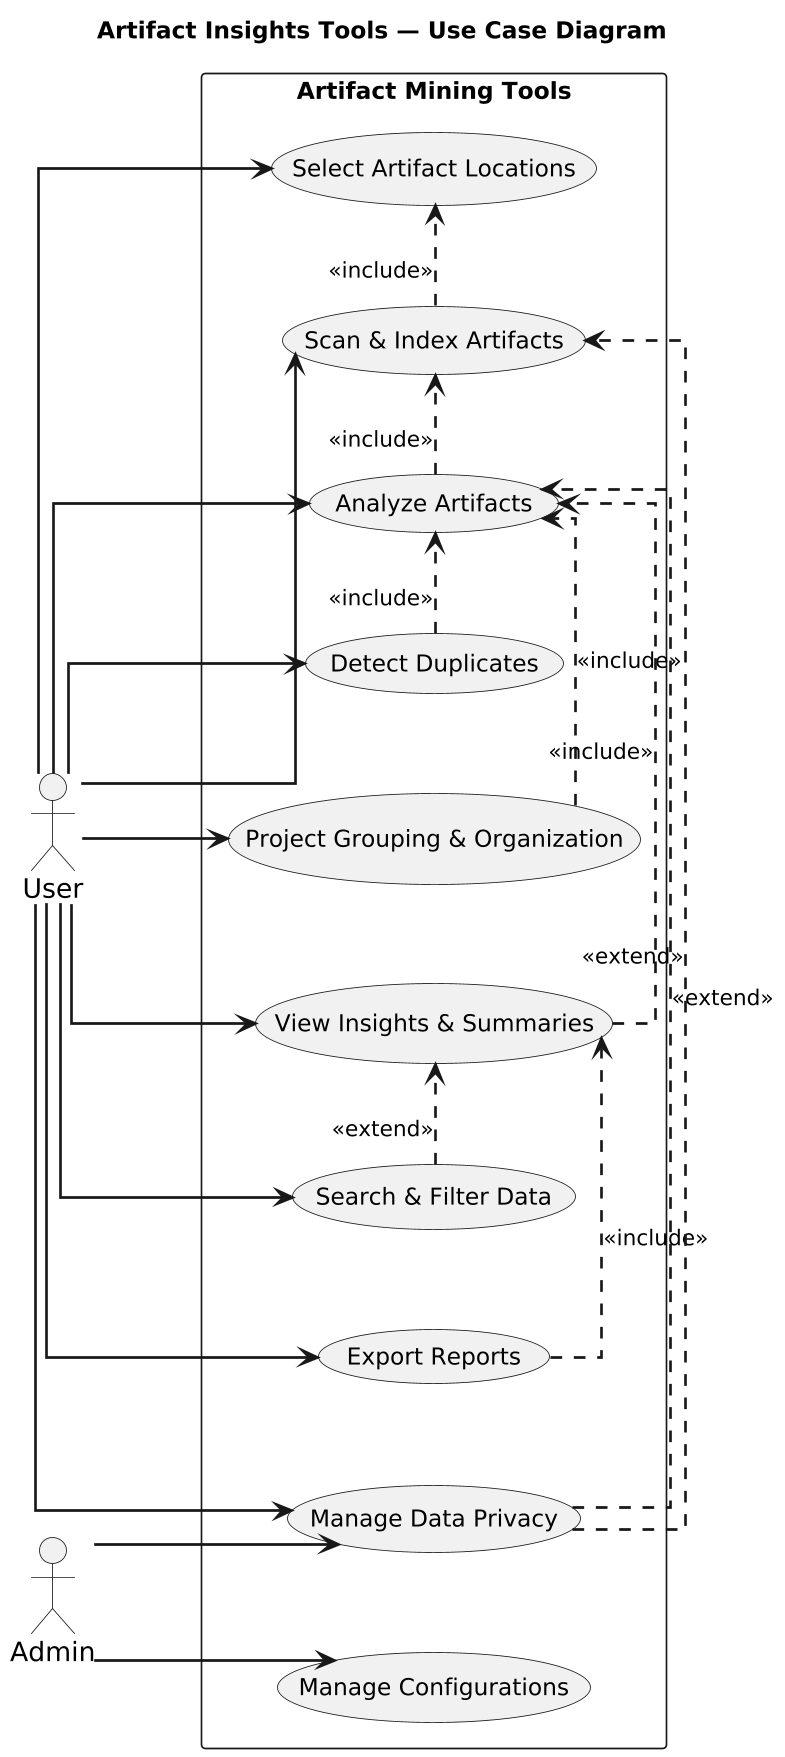 Artifact Insights Tools — Use Case Diagram
Artifact Mining Tools
Select Artifact Locations
«include»
Scan & Index Artifacts
«include»
Analyze Artifacts
«include»
Detect Duplicates
«include»
«include»
Project Grouping & Organization
User
«extend»
«extend»
View Insights & Summaries
«extend»
Search & Filter Data
«include»
Export Reports
Manage Data Privacy
Admin
Manage Configurations